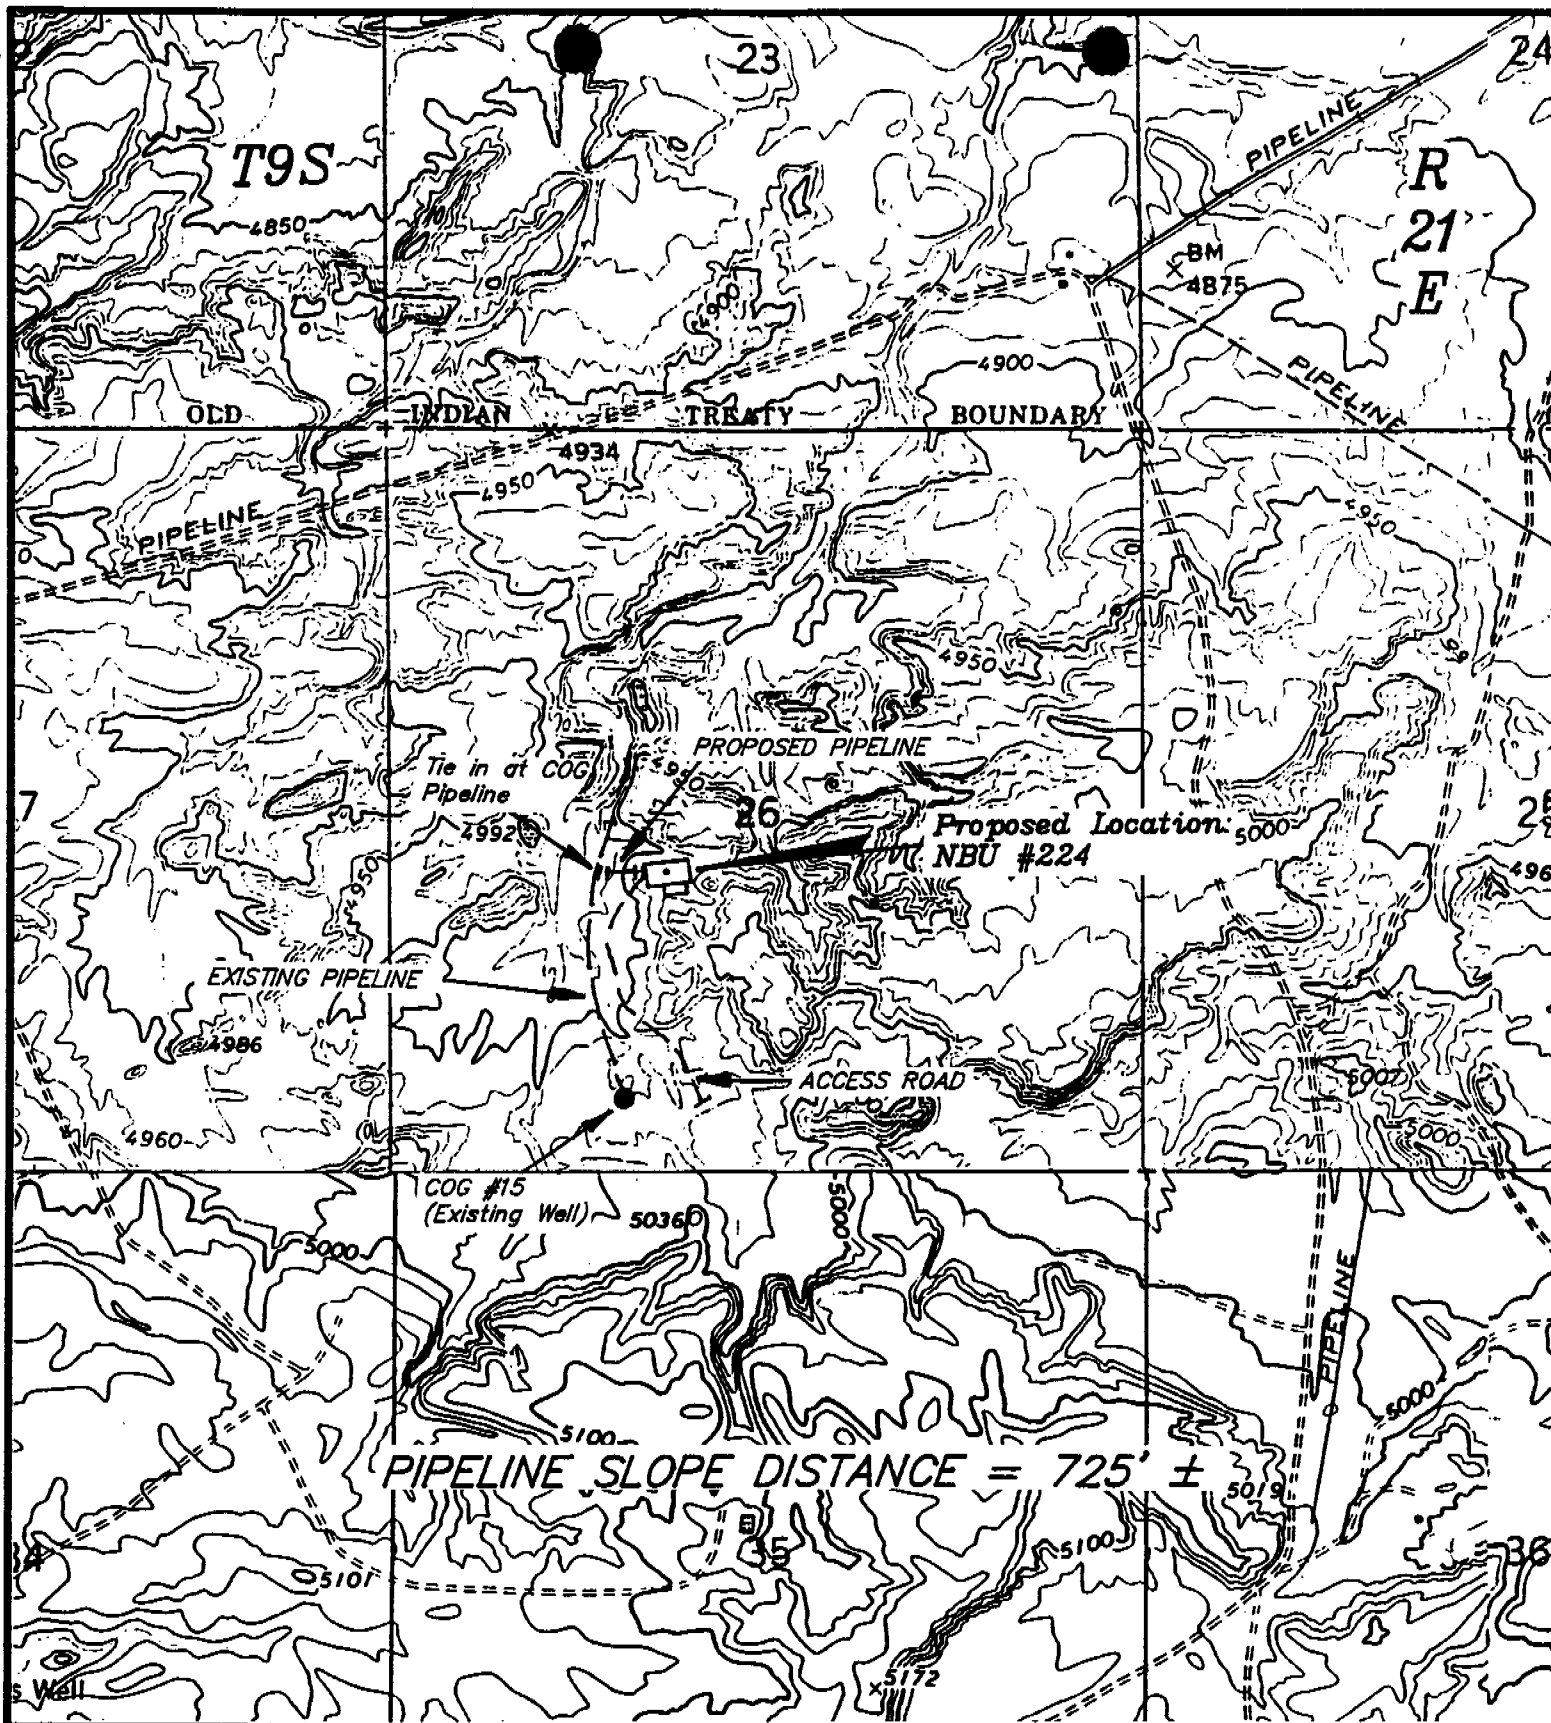 23
24
T9S
PIPELINE
R
21
E
4850
BM
4875
4900
4900
PIPELINE
OLD INDIAN TREATY BOUNDARY
4934
4950
4950
PIPELINE
4950
PROPOSED PIPELINE
Tie in at COG
Pipeline
4950
26
4992
Proposed Location:
NBU #224
5000
4950
EXISTING PIPELINE
4986
ACCESS ROAD
5007
4960
5000
COG #15
(Existing Well)
5036
5000
5000
PIPELINE
5000
5100
PIPELINE SLOPE DISTANCE = 725' ±
5019
35
5100
36
5101
5172
Well